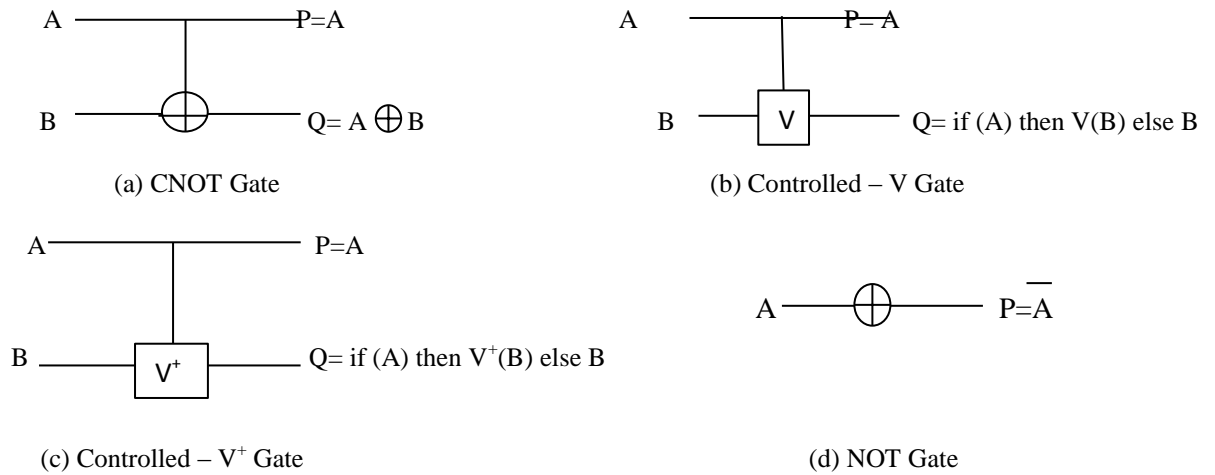 A P=A
B Q= A ⊕ B
(a) CNOT Gate
A P= A
B V Q= if (A) then V(B) else B
(b) Controlled – V Gate
A P=A
B V⁺ Q= if (A) then V⁺(B) else B
(c) Controlled – V⁺ Gate
A P=A̅
(d) NOT Gate